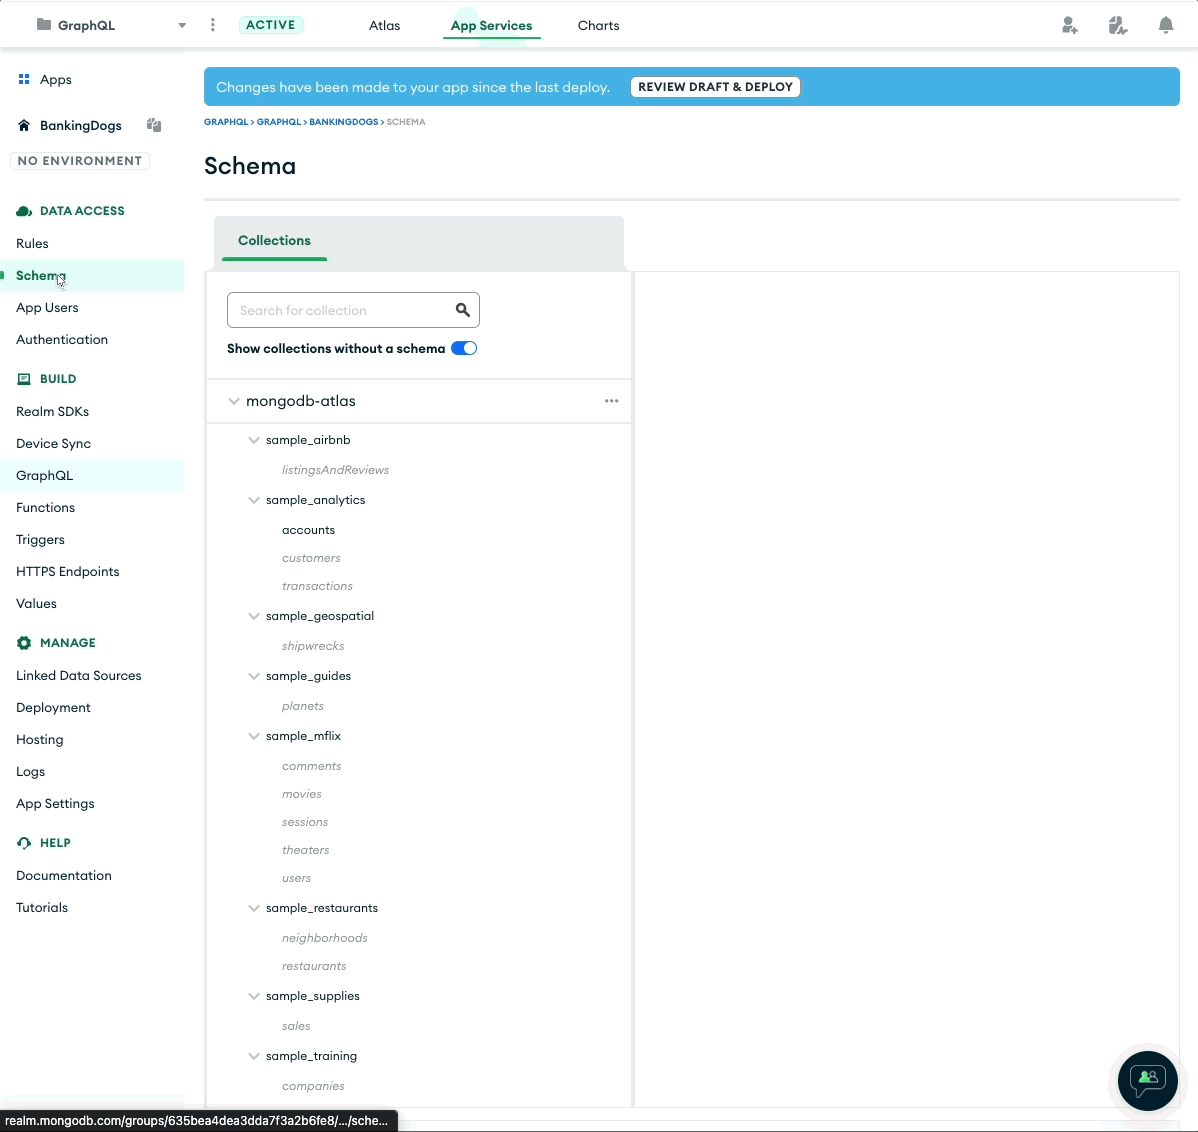 GraphQL
ACTIVE
Atlas
App Services
Charts
Apps
BankingDogs
NO ENVIRONMENT
DATA ACCESS
Rules
Schema
App Users
Authentication
BUILD
Realm SDKs
Device Sync
GraphQL
Functions
Triggers
HTTPS Endpoints
Values
MANAGE
Linked Data Sources
Deployment
Hosting
Logs
App Settings
HELP
Documentation
Tutorials
Changes have been made to your app since the last deploy.
REVIEW DRAFT & DEPLOY
GRAPHQL > GRAPHQL > BANKINGDOGS > SCHEMA
Schema
Collections
Search for collection
Show collections without a schema
mongodb-atlas
sample_airbnb
listingsAndReviews
sample_analytics
accounts
customers
transactions
sample_geospatial
shipwrecks
sample_guides
planets
sample_mflix
comments
movies
sessions
theaters
users
sample_restaurants
neighborhoods
restaurants
sample_supplies
sales
sample_training
companies
realm.mongodb.com/groups/635bea4dea3dda7f3a2b6fe8/.../sche...